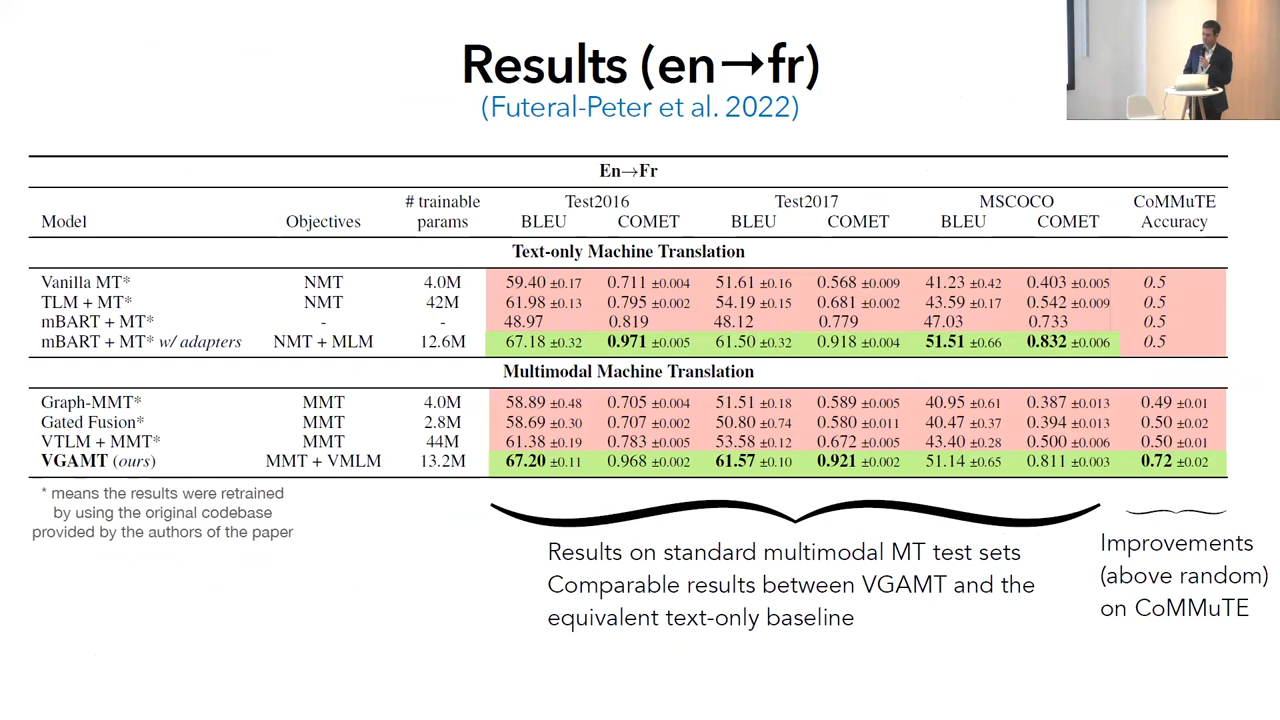 Results (en→fr)
(Futeral-Peter et al. 2022)
En→Fr
# trainable Test2016 Test2017 MSCOCO CoMMuTE
Model Objectives params BLEU COMET BLEU COMET BLEU COMET Accuracy
Text-only Machine Translation
Vanilla MT* NMT 4.0M 59.40 ±0.17 0.711 ±0.004 51.61 ±0.16 0.568 ±0.009 41.23 ±0.42 0.403 ±0.005 0.5
TLM + MT* NMT 42M 61.98 ±0.13 0.795 ±0.002 54.19 ±0.15 0.681 ±0.002 43.59 ±0.17 0.542 ±0.009 0.5
mBART + MT* - - 48.97 0.819 48.12 0.779 47.03 0.733 0.5
mBART + MT* w/ adapters NMT + MLM 12.6M 67.18 ±0.32 0.971 ±0.005 61.50 ±0.32 0.918 ±0.004 51.51 ±0.66 0.832 ±0.006 0.5
Multimodal Machine Translation
Graph-MMT* MMT 4.0M 58.89 ±0.48 0.705 ±0.004 51.51 ±0.18 0.589 ±0.005 40.95 ±0.61 0.387 ±0.013 0.49 ±0.01
Gated Fusion* MMT 2.8M 58.69 ±0.30 0.707 ±0.002 50.80 ±0.74 0.580 ±0.011 40.47 ±0.37 0.394 ±0.013 0.50 ±0.02
VTLM + MMT* MMT 44M 61.38 ±0.19 0.783 ±0.005 53.58 ±0.12 0.672 ±0.005 43.40 ±0.28 0.500 ±0.006 0.50 ±0.01
VGAMT (ours) MMT + VMLM 13.2M 67.20 ±0.11 0.968 ±0.002 61.57 ±0.10 0.921 ±0.002 51.14 ±0.65 0.811 ±0.003 0.72 ±0.02
* means the results were retrained
by using the original codebase
provided by the authors of the paper
Results on standard multimodal MT test sets
Comparable results between VGAMT and the
equivalent text-only baseline
Improvements
(above random)
on CoMMuTE